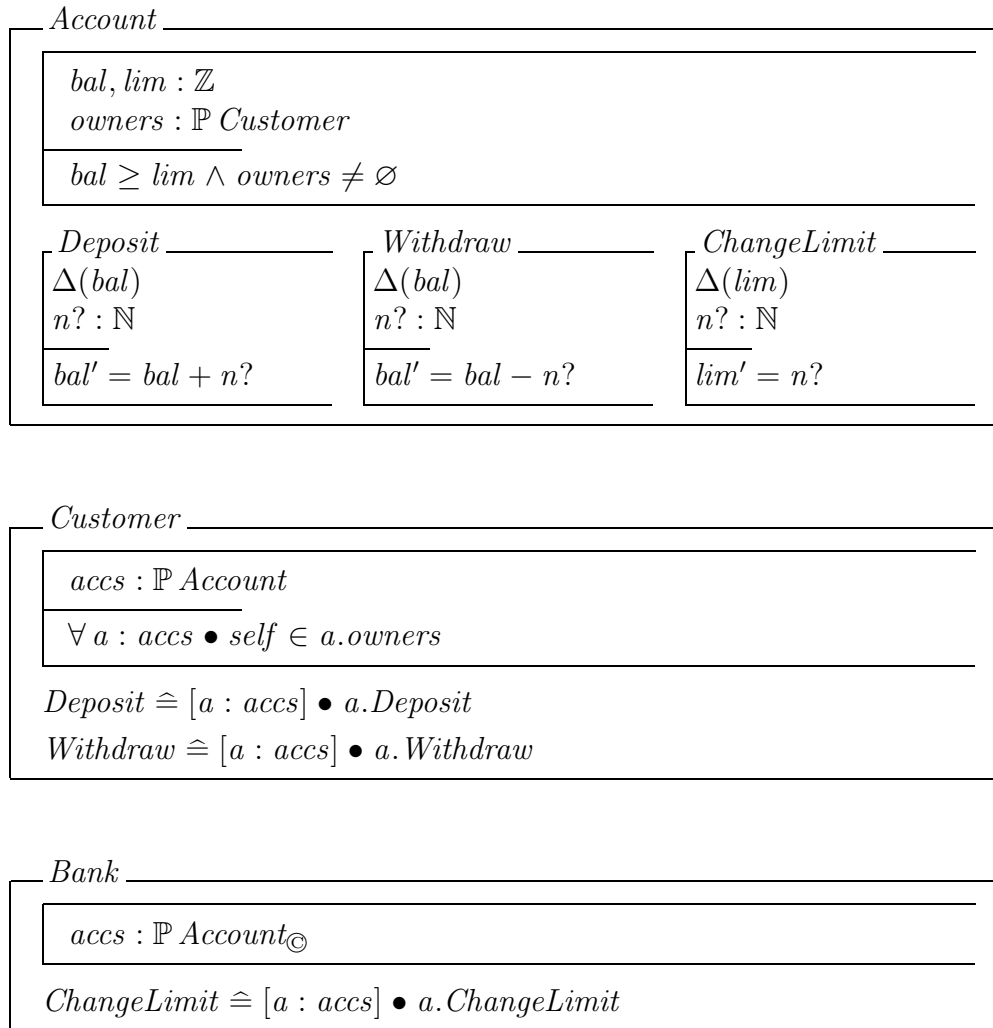 Account
bal, lim : ℤ
owners : ℙ Customer
bal ≥ lim ∧ owners ≠ ∅
Deposit
Δ(bal)
n? : ℕ
bal′ = bal + n?
Withdraw
Δ(bal)
n? : ℕ
bal′ = bal − n?
ChangeLimit
Δ(lim)
n? : ℕ
lim′ = n?
Customer
accs : ℙ Account
∀ a : accs • self ∈ a.owners
Deposit ≙ [a : accs] • a.Deposit
Withdraw ≙ [a : accs] • a.Withdraw
Bank
accs : ℙ Account©
ChangeLimit ≙ [a : accs] • a.ChangeLimit